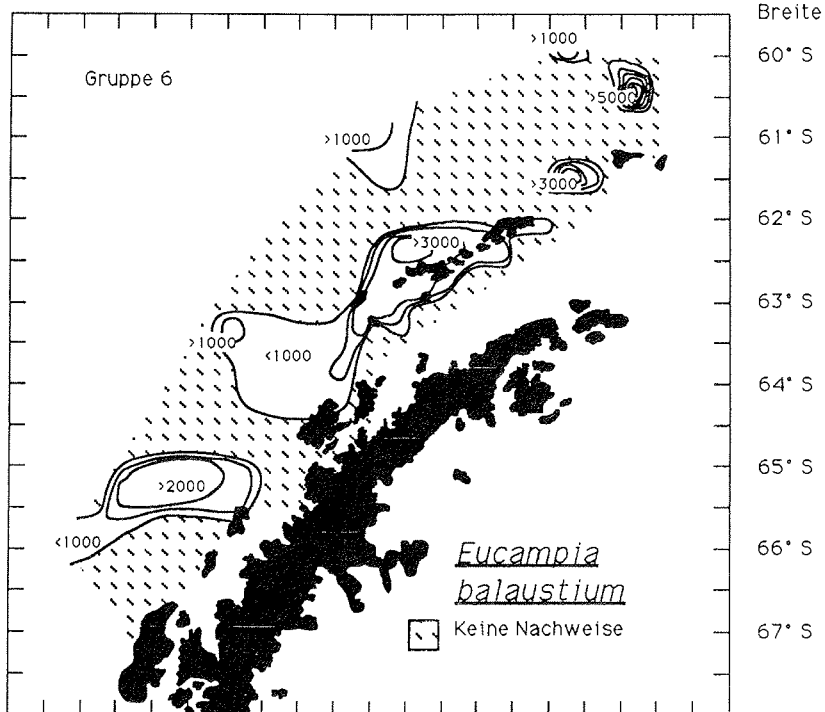 Breite
>1000
60° S
Gruppe 6
>5000
>1000
61° S
>3000
62° S
>3000
63° S
>1000
<1000
64° S
65° S
>2000
<1000
66° S
Eucampia
balaustium
Keine Nachweise
67° S